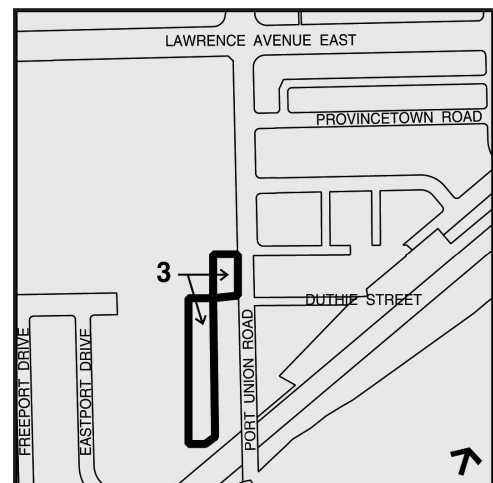 LAWRENCE AVENUE EAST
PROVINCETOWN ROAD
3
DUTHIE STREET
FREEPORT DRIVE
EASTPORT DRIVE
PORT UNION ROAD